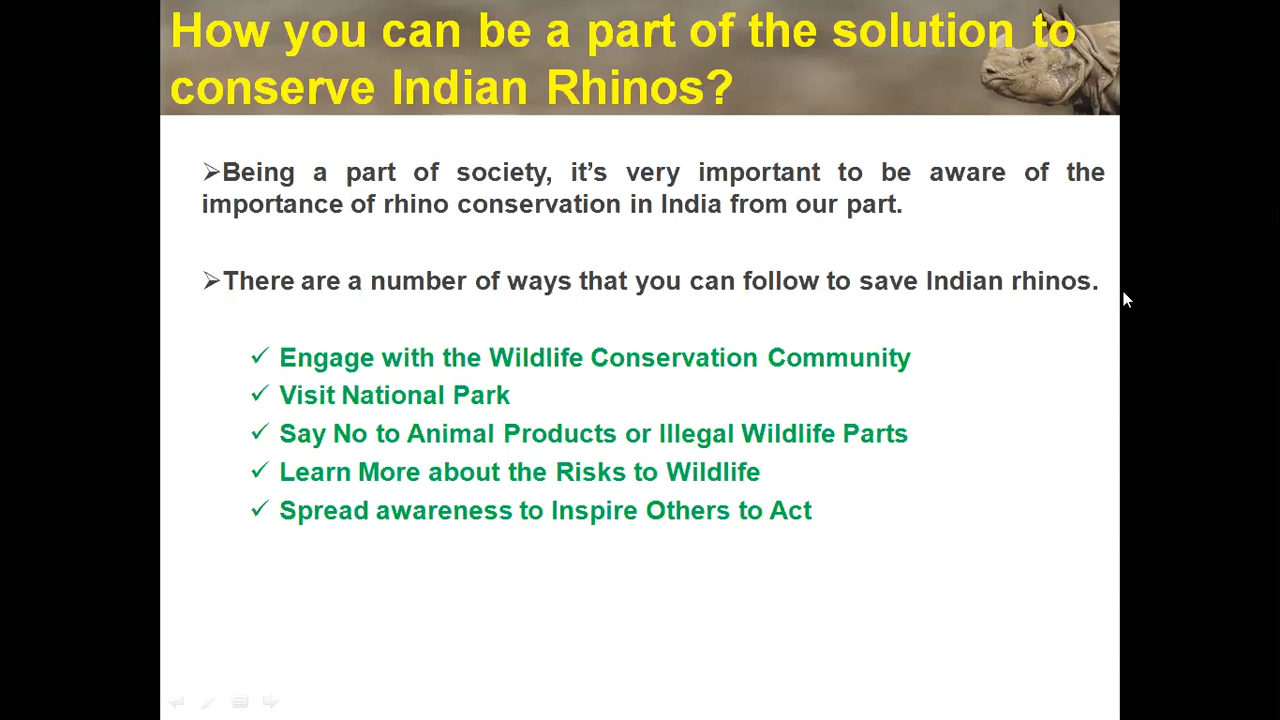 How you can be a part of the solution to
conserve Indian Rhinos?
➢Being a part of society, it’s very important to be aware of the
importance of rhino conservation in India from our part.
➢There are a number of ways that you can follow to save Indian rhinos.
✓ Engage with the Wildlife Conservation Community
✓ Visit National Park
✓ Say No to Animal Products or Illegal Wildlife Parts
✓ Learn More about the Risks to Wildlife
✓ Spread awareness to Inspire Others to Act